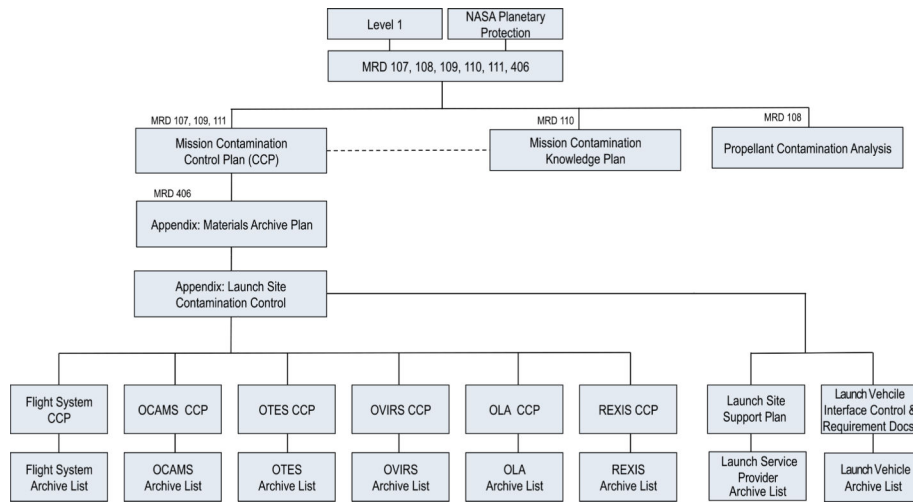 Level 1
NASA Planetary
Protection
MRD 107, 108, 109, 110, 111, 406
MRD 107, 109, 111
MRD 110
MRD 108
Mission Contamination
Control Plan (CCP)
Mission Contamination
Knowledge Plan
Propellant Contamination Analysis
MRD 406
Appendix: Materials Archive Plan
Appendix: Launch Site
Contamination Control
Flight System
CCP
OCAMS CCP
OTES CCP
OVIRS CCP
OLA CCP
REXIS CCP
Launch Site
Support Plan
Launch Vehcile
Interface Control &
Requirement Docs
Flight System
Archive List
OCAMS
Archive List
OTES
Archive List
OVIRS
Archive List
OLA
Archive List
REXIS
Archive List
Launch Service
Provider
Archive List
Launch Vehicle
Archive List